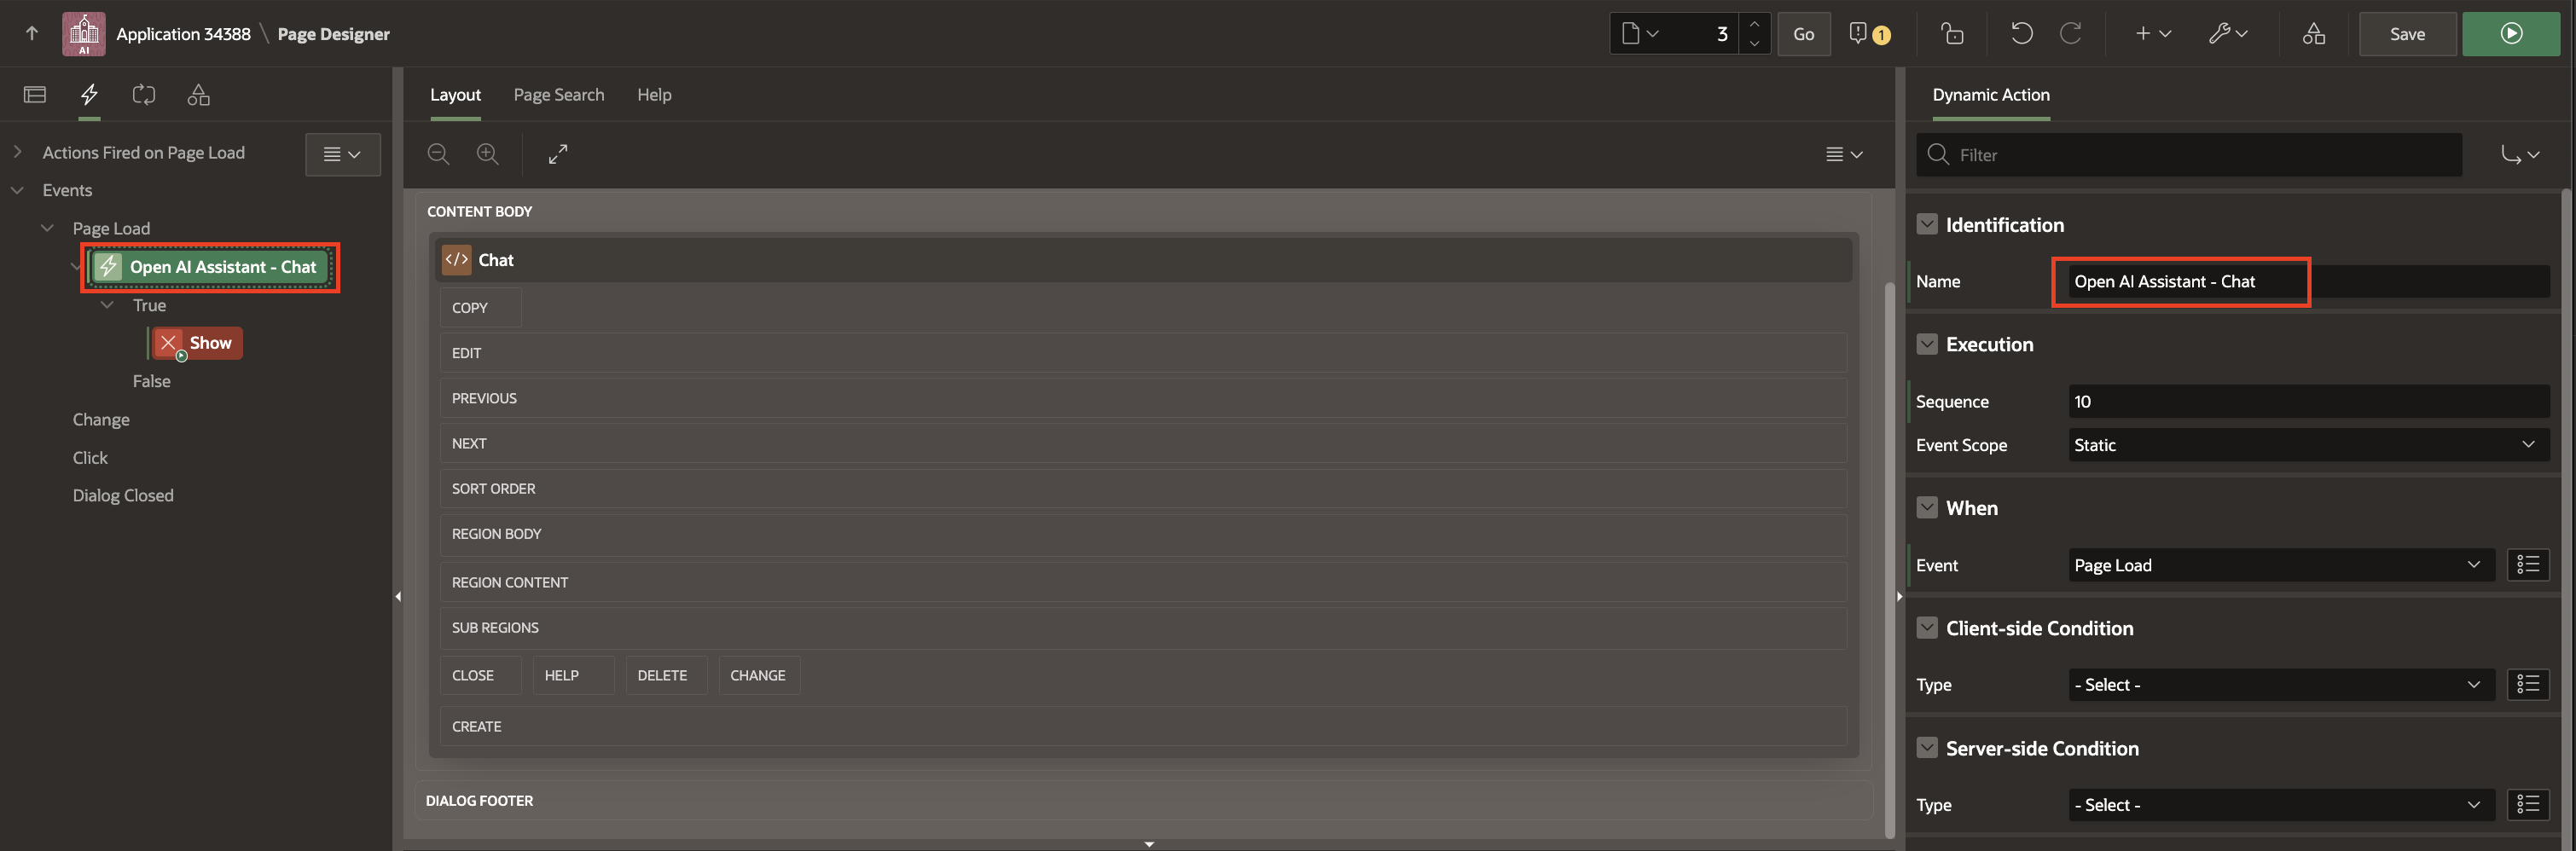 AI
Application 34388 \ Page Designer
3
Go
1
Save
Actions Fired on Page Load
Events
Page Load
Open AI Assistant - Chat
True
Show
False
Change
Click
Dialog Closed
Layout
Page Search
Help
CONTENT BODY
</> Chat
COPY
EDIT
PREVIOUS
NEXT
SORT ORDER
REGION BODY
REGION CONTENT
SUB REGIONS
CLOSE
HELP
DELETE
CHANGE
CREATE
DIALOG FOOTER
Dynamic Action
Filter
Identification
Name
Open AI Assistant - Chat
Execution
Sequence
10
Event Scope
Static
When
Event
Page Load
Client-side Condition
Type
- Select -
Server-side Condition
Type
- Select -